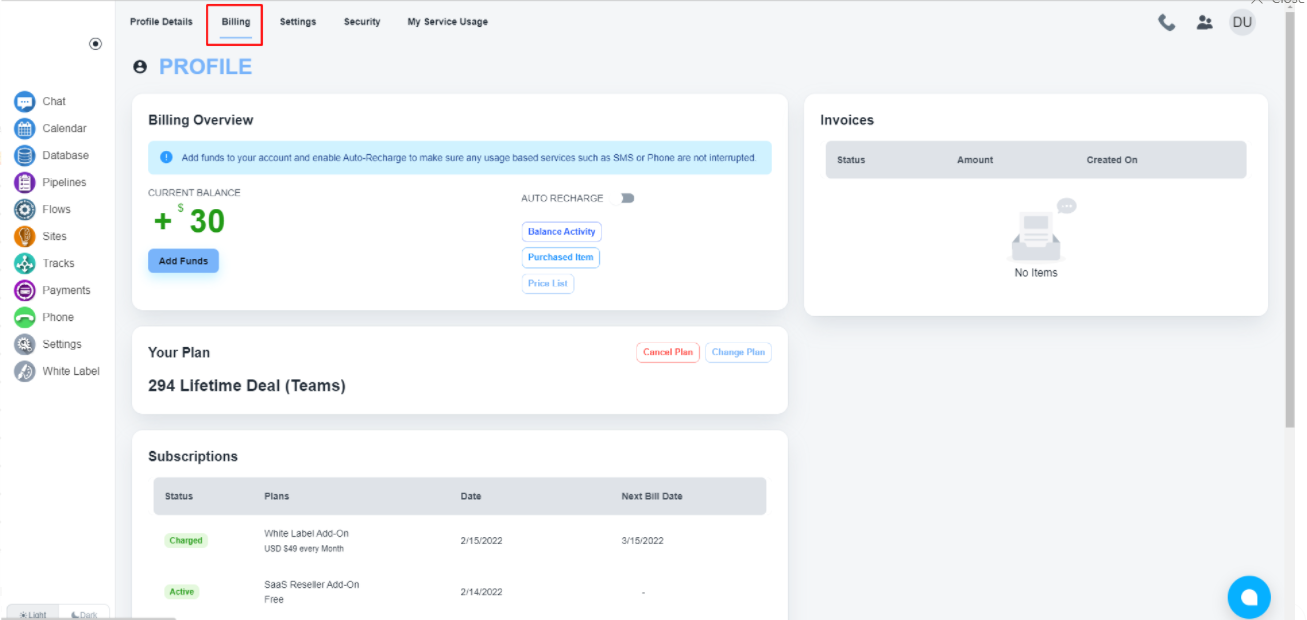 Profile Details Billing Settings Security My Service Usage
DU
PROFILE
Chat
Calendar
Database
Pipelines
Flows
Sites
Tracks
Payments
Phone
Settings
White Label
Light Dark
Billing Overview
Add funds to your account and enable Auto-Recharge to make sure any usage based services such as SMS or Phone are not interrupted.
CURRENT BALANCE
+ $ 30
Add Funds
AUTO RECHARGE
Balance Activity
Purchased Item
Price List
Your Plan
Cancel Plan Change Plan
294 Lifetime Deal (Teams)
Subscriptions
Status Plans Date Next Bill Date
Charged White Label Add-On 2/15/2022 3/15/2022
USD $49 every Month
Active SaaS Reseller Add-On 2/14/2022 -
Free
Invoices
Status Amount Created On
No Items